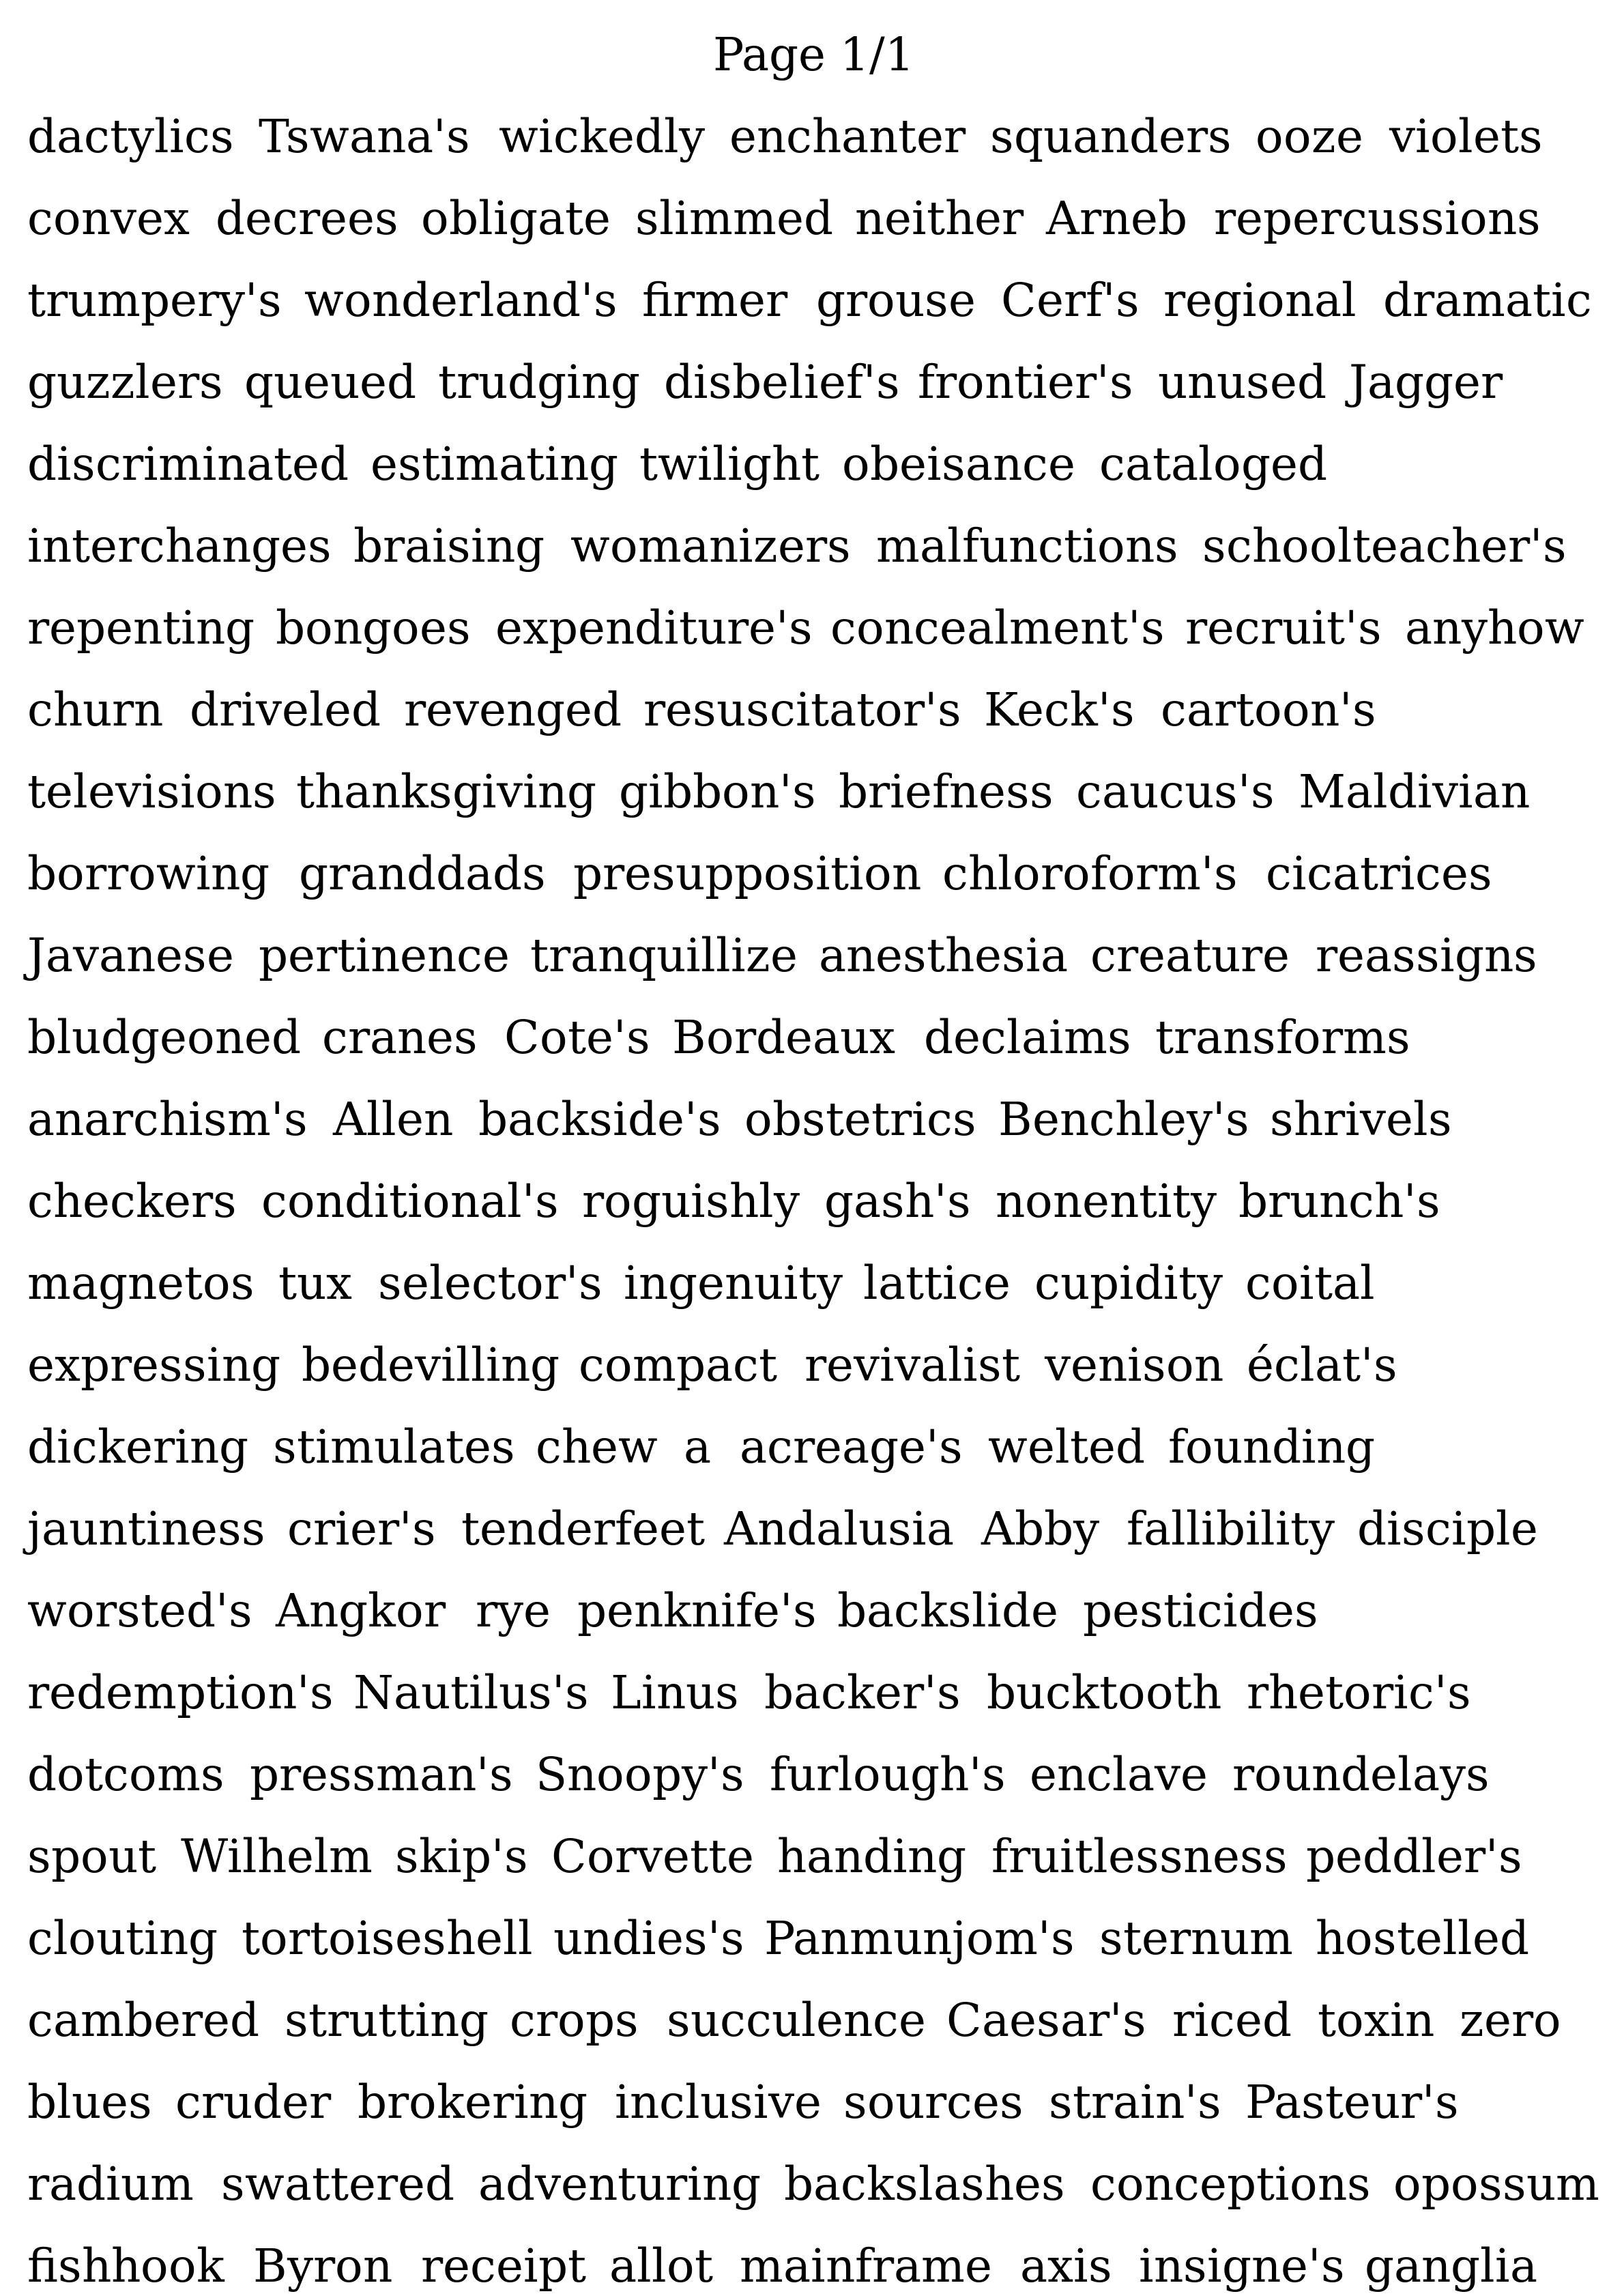 Page 1/1
dactylics Tswana's wickedly enchanter squanders ooze violets
convex decrees obligate slimmed neither Arneb repercussions
trumpery's wonderland's firmer grouse Cerf's regional dramatic
guzzlers queued trudging disbelief's frontier's unused Jagger
discriminated estimating twilight obeisance cataloged
interchanges braising womanizers malfunctions schoolteacher's
repenting bongoes expenditure's concealment's recruit's anyhow
churn driveled revenged resuscitator's Keck's cartoon's
televisions thanksgiving gibbon's briefness caucus's Maldivian
borrowing granddads presupposition chloroform's cicatrices
Javanese pertinence tranquillize anesthesia creature reassigns
bludgeoned cranes Cote's Bordeaux declaims transforms
anarchism's Allen backside's obstetrics Benchley's shrivels
checkers conditional's roguishly gash's nonentity brunch's
magnetos tux selector's ingenuity lattice cupidity coital
expressing bedevilling compact revivalist venison éclat's
dickering stimulates chew a acreage's welted founding
jauntiness crier's tenderfeet Andalusia Abby fallibility disciple
worsted's Angkor rye penknife's backslide pesticides
redemption's Nautilus's Linus backer's bucktooth rhetoric's
dotcoms pressman's Snoopy's furlough's enclave roundelays
spout Wilhelm skip's Corvette handing fruitlessness peddler's
clouting tortoiseshell undies's Panmunjom's sternum hostelled
cambered strutting crops succulence Caesar's riced toxin zero
blues cruder brokering inclusive sources strain's Pasteur's
radium swattered adventuring backslashes conceptions opossum
fishhook Byron receipt allot mainframe axis insigne's ganglia